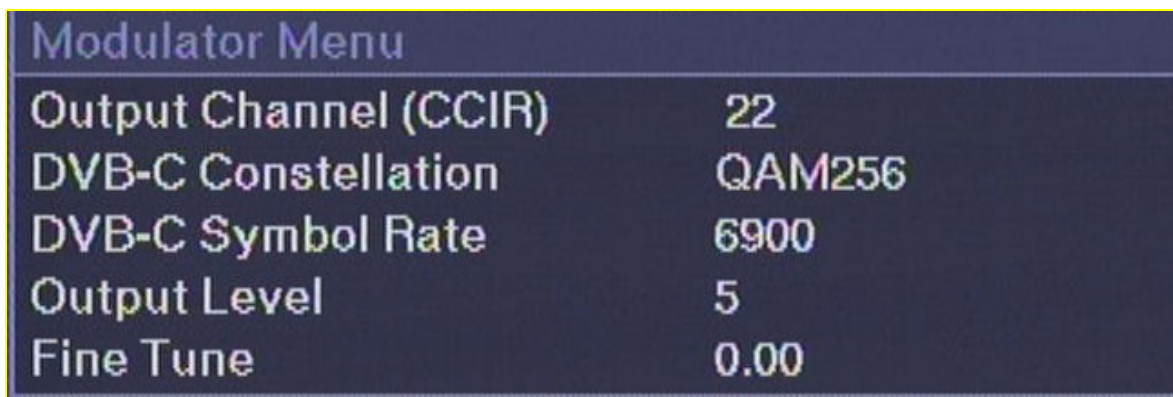 Modulator Menu
Output Channel (CCIR) 22
DVB-C Constellation QAM256
DVB-C Symbol Rate 6900
Output Level 5
Fine Tune 0.00